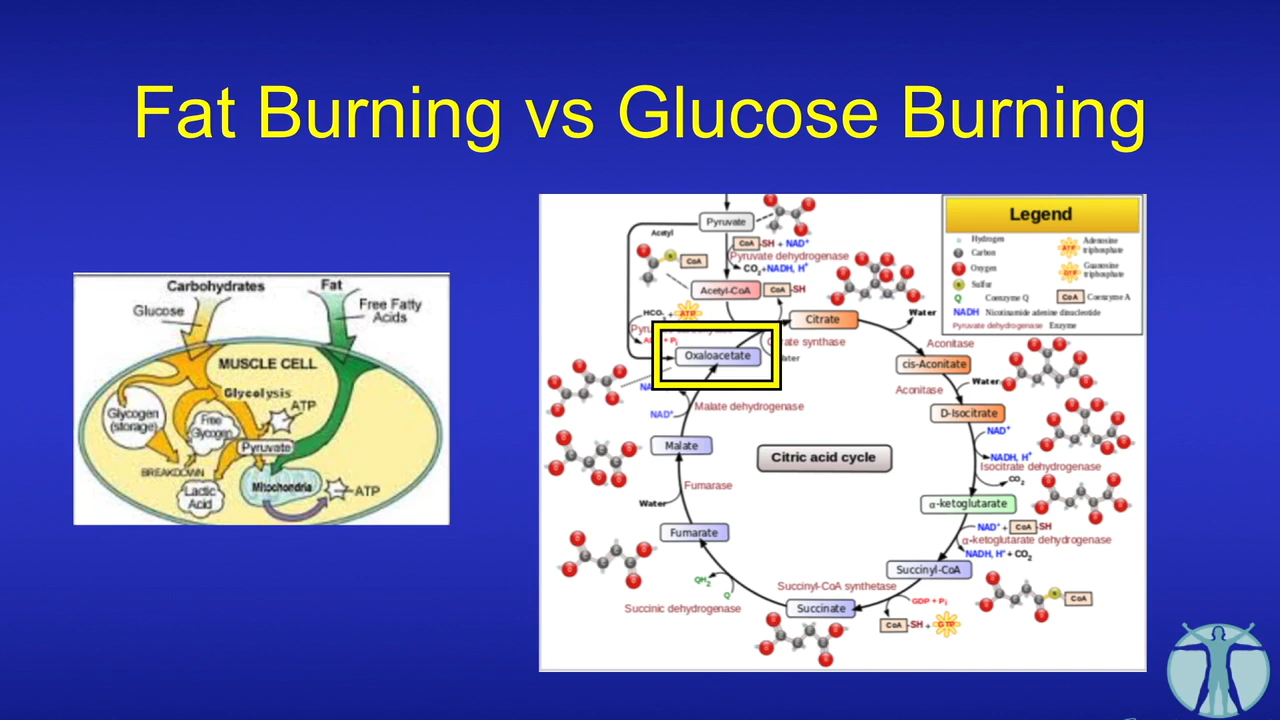 Fat Burning vs Glucose Burning
Carbohydrates
Fat
Glucose
Free Fatty
Acids
MUSCLE CELL
Glycolysis
ATP
Glycogen
(storage)
Free
Glycogen
Pyruvate
BREAKDOWN
Lactic
Acid
Mitochondria
ATP
Pyruvate
Acetyl
CoA-SH + NAD+
Pyruvate dehydrogenase
CO2+NADH, H+
CoA
Acetyl-CoA
CoA-SH
HCO3 + ATP
Citrate
Water
Oxaloacetate
Aconitase
cis-Aconitate
Aconitase
Water
D-Isocitrate
NAD+
NADH, H+
Isocitrate dehydrogenase
CO2
α-ketoglutarate
NAD+ + CoA-SH
α-ketoglutarate dehydrogenase
NADH, H+ + CO2
Succinyl-CoA
CoA
Succinyl-CoA synthetase
GDP + Pi
CoA-SH + GTP
Succinate
QH2
Q
Succinic dehydrogenase
Fumarate
Water
Fumarase
Malate
NAD+
Malate dehydrogenase
Citric acid cycle
Legend
Hydrogen
Carbon
Oxygen
Sulfur
Q Coenzyme Q
NADH Nicotinamide adenine dinucleotide
Pyruvate dehydrogenase Enzyme
ATP Adenosine
triphosphate
GTP Guanosine
triphosphate
CoA Coenzyme A